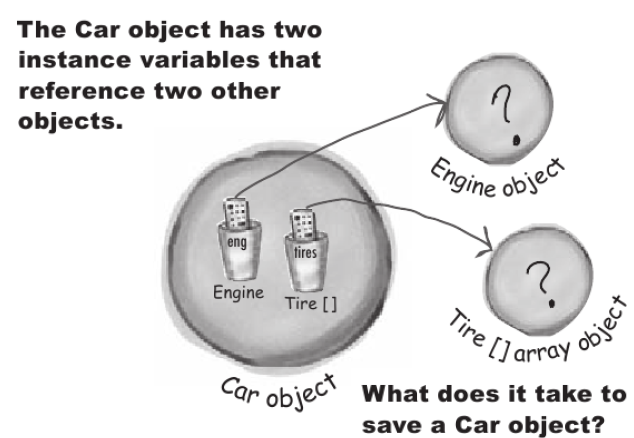 The Car object has two
instance variables that
reference two other
objects.
?
Engine object
eng
tires
Engine
Tire []
?
Tire [] array object
Car object
What does it take to
save a Car object?